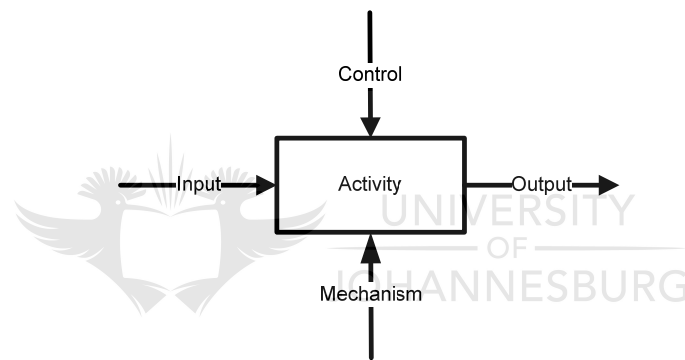 Control
Input
Activity
Output
UNIVERSITY
OF
JOHANNESBURG
Mechanism